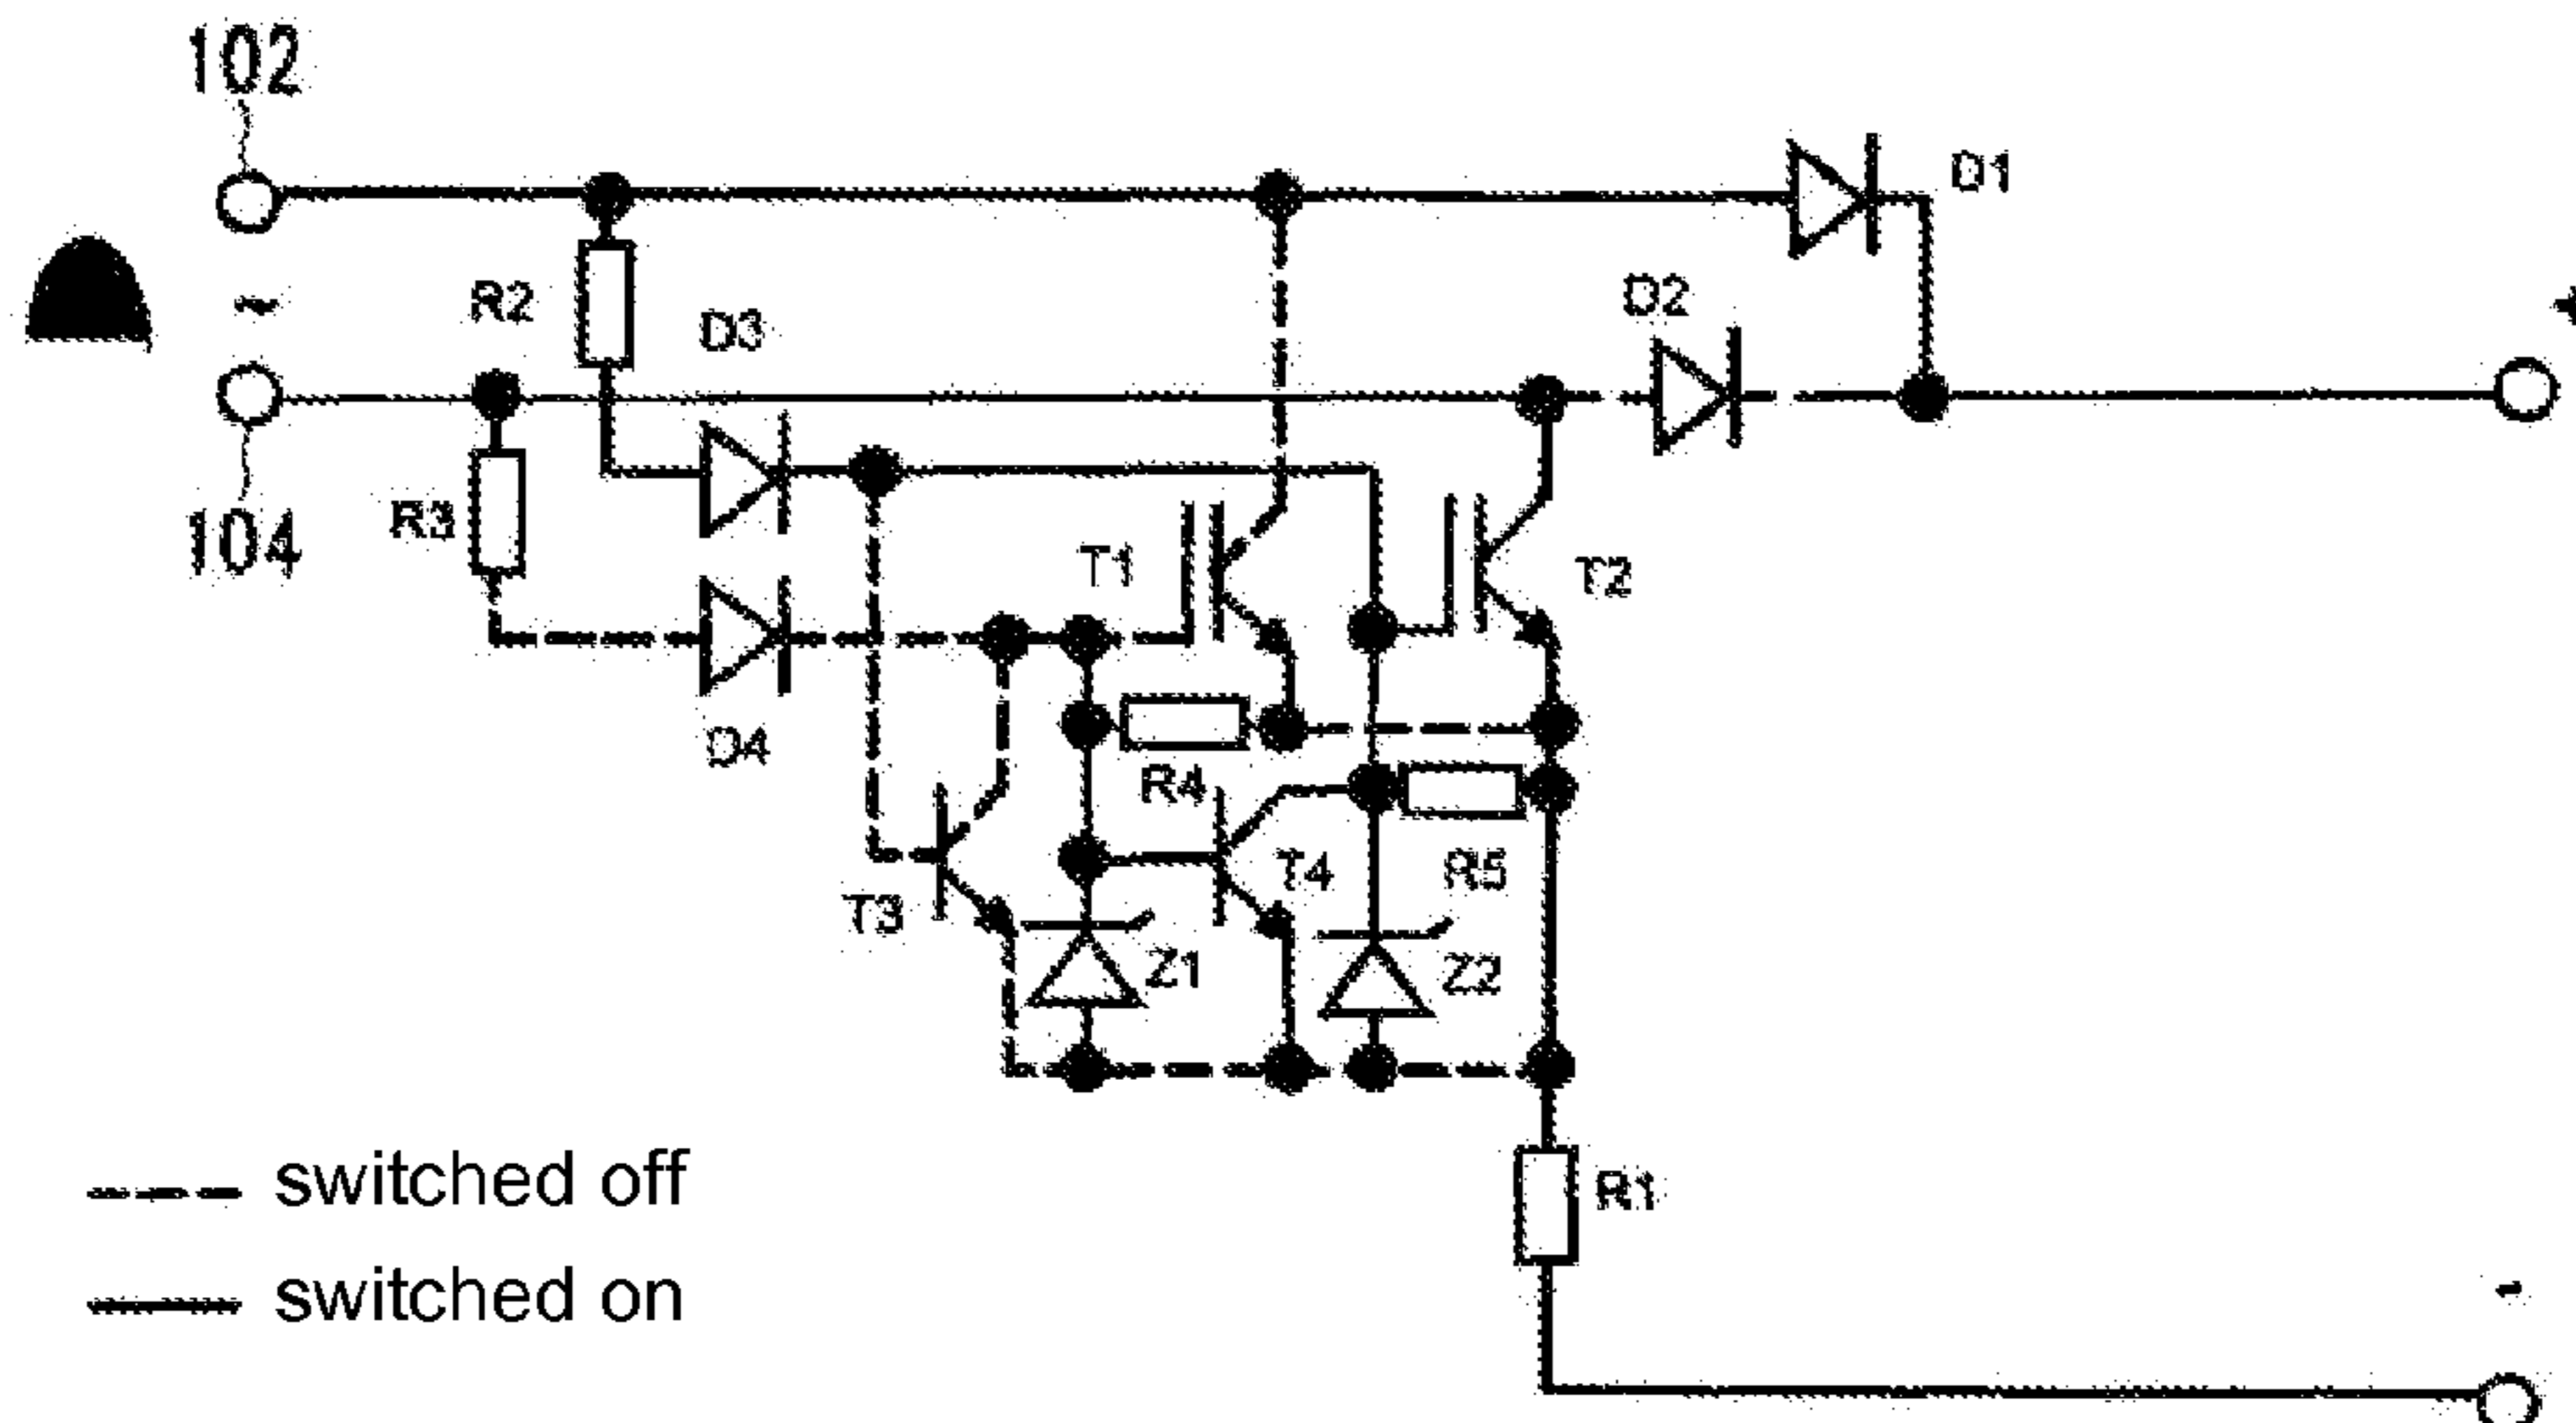 102
D1
D2
+
~
R2
D3
R3
104
T1
T2
D4
R4
T4
R5
T3
Z1
Z2
R1
-
switched off
switched on